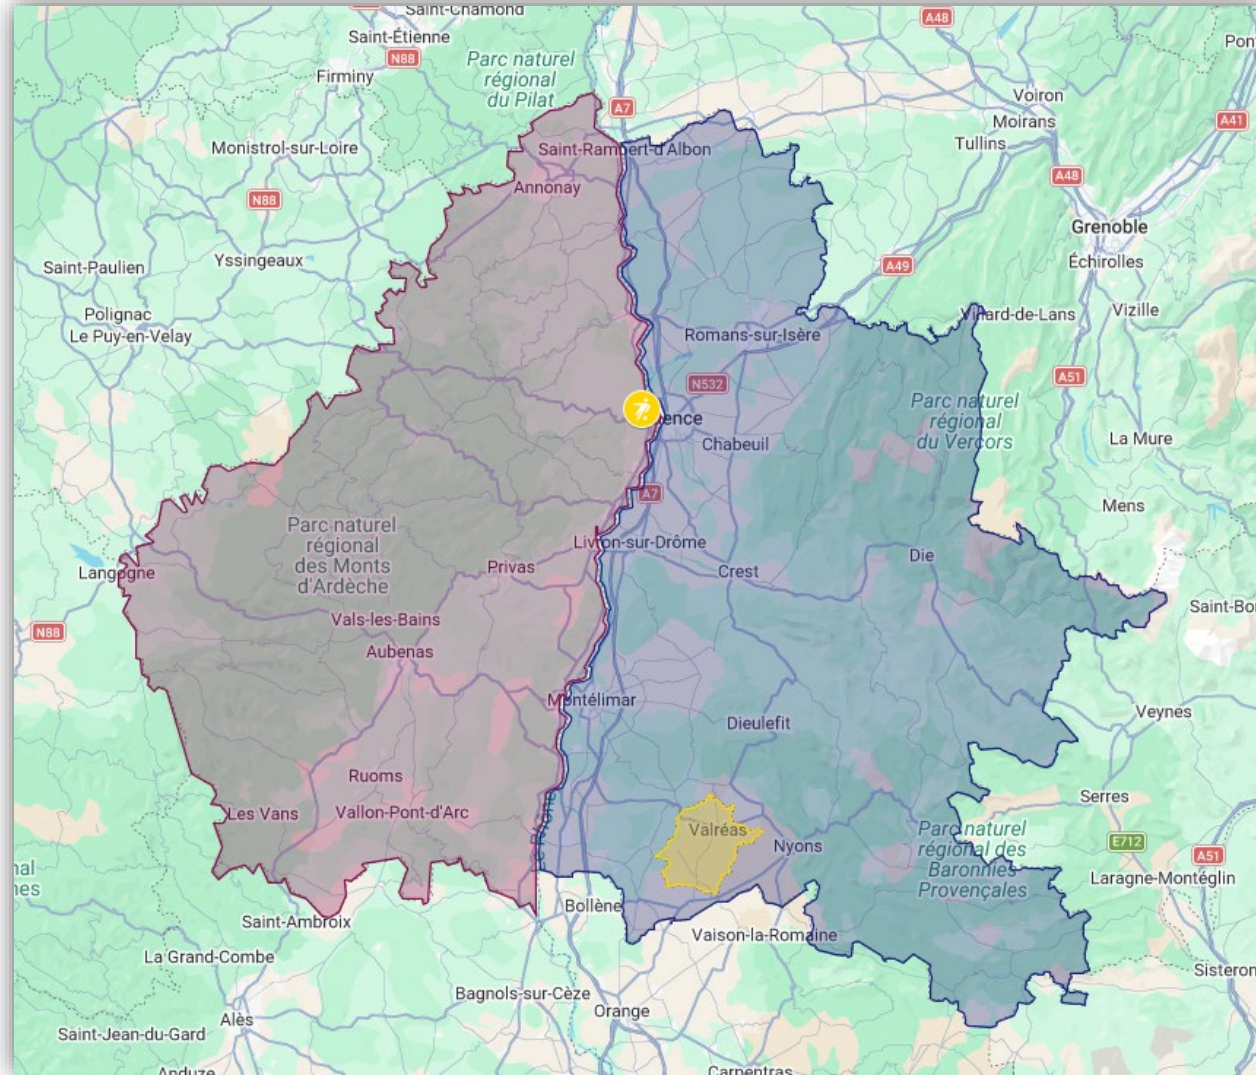 Saint-Chamond
A48
Saint-Étienne
N88
Parc naturel
régional
du Pilat
Firminy
A7
Voiron
Moirans
A41
Tullins
Monistrol-sur-Loire
Saint-Rambert-d'Albon
A48
Annonay
N88
Grenoble
Échirolles
Saint-Paulien
Yssingeaux
A49
Polignac
Le Puy-en-Velay
Villard-de-Lans
Vizille
Romans-sur-Isère
N532
A51
Parc naturel
régional
du Vercors
Chabeuil
La Mure
A7
Mens
Parc naturel
régional
des Monts
d'Ardèche
Livron-sur-Drôme
Die
Privas
Crest
Langogne
Vals-les-Bains
N88
Aubenas
Montélimar
Dieulefit
Veynes
Ruoms
Serres
Les Vans
Vallon-Pont-d'Arc
Valréas
Nyons
Parc naturel
régional des
Baronnies
Provençales
E712
A51
Laragne-Montéglin
Saint-Ambroix
Bollène
Vaison-la-Romaine
La Grand-Combe
Sisteron
Bagnols-sur-Cèze
Orange
Alès
Saint-Jean-du-Gard
Anduze
Carpentras